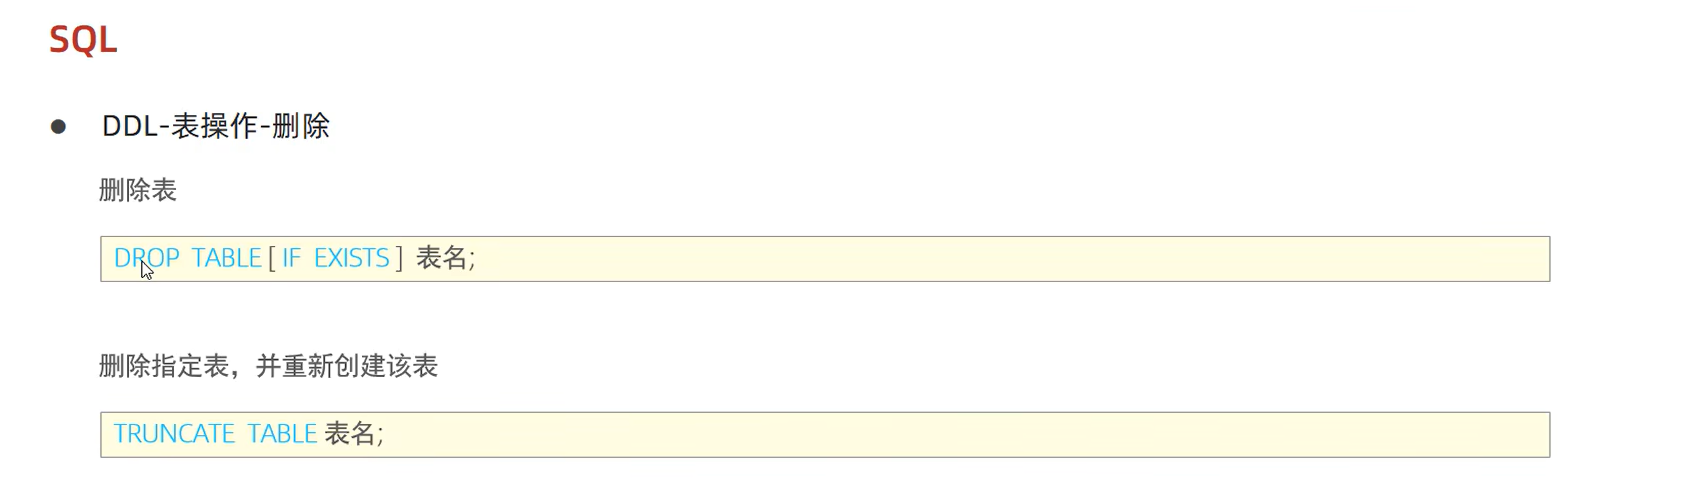 SQL
DDL-表操作-删除
删除表
DROP TABLE [ IF EXISTS ] 表名;
删除指定表，并重新创建该表
TRUNCATE TABLE 表名;